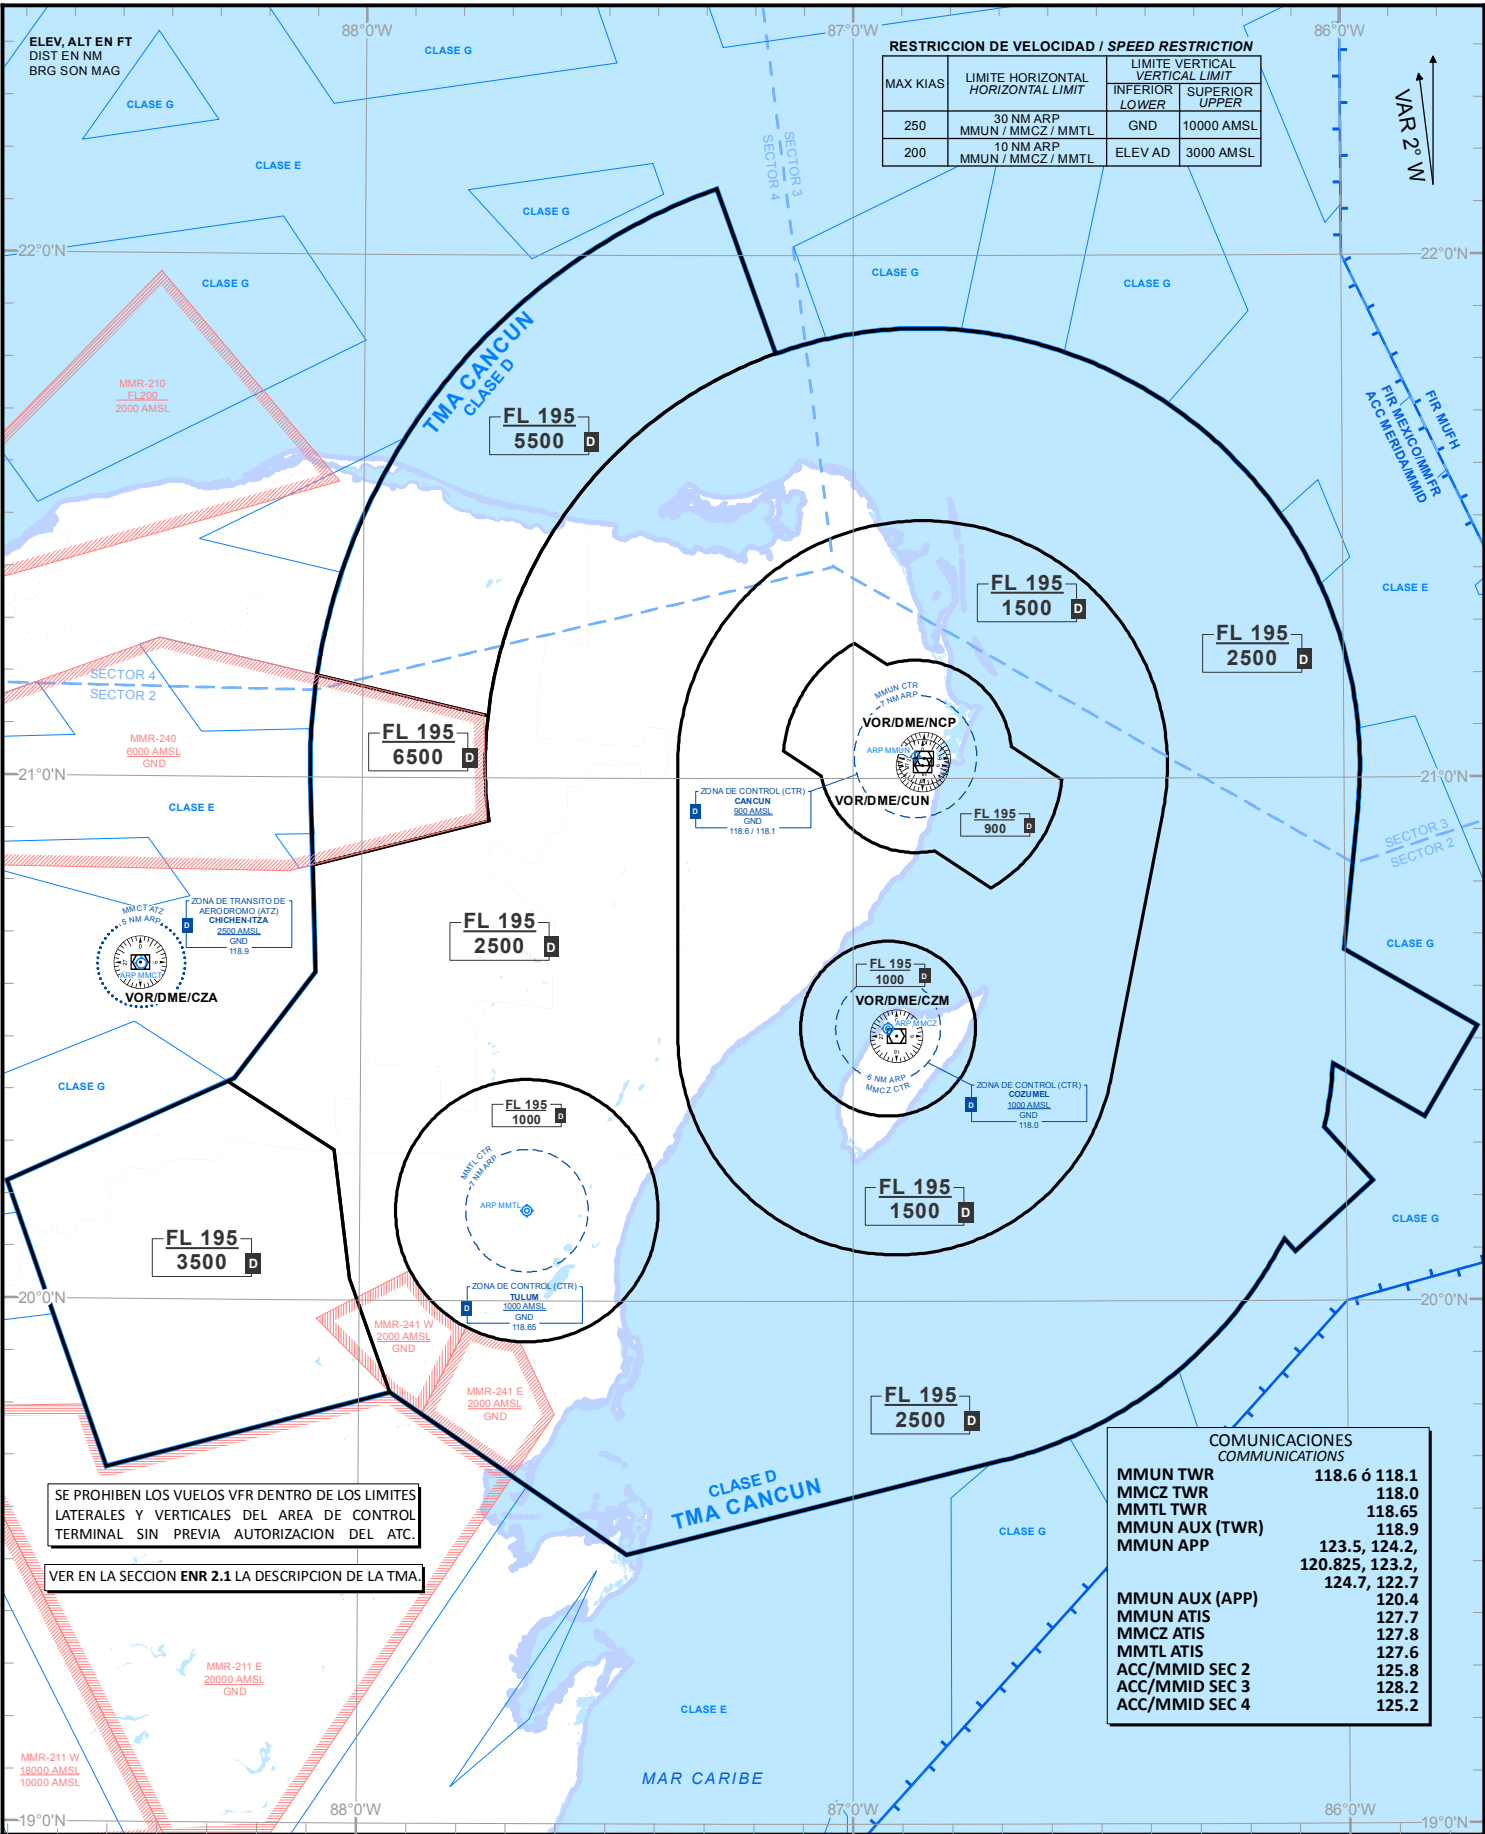 ELEV, ALT EN FT
DIST EN NM
BRG SON MAG
88°0'W
87°0'W
86°0'W
CLASE G
CLASE G
CLASE E
CLASE G
CLASE G
RESTRICCION DE VELOCIDAD / SPEED RESTRICTION
MAX KIAS
LIMITE HORIZONTAL
HORIZONTAL LIMIT
LIMITE VERTICAL
VERTICAL LIMIT
INFERIOR
LOWER
SUPERIOR
UPPER
250
30 NM ARP
MMUN / MMCZ / MMTL
GND
10000 AMSL
200
10 NM ARP
MMUN / MMCZ / MMTL
ELEV AD
3000 AMSL
VAR 2° W
SECTOR 3
SECTOR 4
22°0'N
22°0'N
CLASE G
CLASE G
TMA CANCUN
CLASE D
MMR-210
FL200
2000 AMSL
FL 195
5500
D
FIR MUFH
FIR MEXICO/MMFR
ACC MERIDA/MMID
FL 195
1500
D
CLASE E
FL 195
2500
D
SECTOR 4
SECTOR 2
MMR-240
6000 AMSL
GND
FL 195
6500
D
MMUN CTR
7 NM ARP
VOR/DME/NCP
ARP MMUN
VOR/DME/CUN
21°0'N
21°0'N
CLASE E
ZONA DE CONTROL (CTR)
CANCUN
900 AMSL
GND
118.6 / 118.1
D
FL 195
900
D
SECTOR 3
SECTOR 2
MMCT ATZ
5 NM ARP
ARP MMCT
VOR/DME/CZA
ZONA DE TRANSITO DE
AERODROMO (ATZ)
CHICHEN-ITZA
2500 AMSL
GND
118.9
D
FL 195
2500
D
CLASE G
FL 195
1000
D
VOR/DME/CZM
ARP MMCZ
6 NM ARP
MMCZ CTR
ZONA DE CONTROL (CTR)
COZUMEL
1000 AMSL
GND
118.0
D
CLASE G
FL 195
1000
D
MMTL CTR
7 NM ARP
ARP MMTL
FL 195
1500
D
CLASE G
FL 195
3500
D
ZONA DE CONTROL (CTR)
TULUM
1000 AMSL
GND
118.65
D
20°0'N
20°0'N
MMR-241 W
2000 AMSL
GND
MMR-241 E
2000 AMSL
GND
FL 195
2500
D
CLASE D
TMA CANCUN
CLASE G
SE PROHIBEN LOS VUELOS VFR DENTRO DE LOS LIMITES
LATERALES Y VERTICALES DEL AREA DE CONTROL
TERMINAL SIN PREVIA AUTORIZACION DEL ATC.
VER EN LA SECCION ENR 2.1 LA DESCRIPCION DE LA TMA.
COMUNICACIONES
COMMUNICATIONS
MMUN TWR 118.6 ó 118.1
MMCZ TWR 118.0
MMTL TWR 118.65
MMUN AUX (TWR) 118.9
MMUN APP 123.5, 124.2,
120.825, 123.2,
124.7, 122.7
MMUN AUX (APP) 120.4
MMUN ATIS 127.7
MMCZ ATIS 127.8
MMTL ATIS 127.6
ACC/MMID SEC 2 125.8
ACC/MMID SEC 3 128.2
ACC/MMID SEC 4 125.2
MMR-211 E
20000 AMSL
GND
CLASE E
MMR-211 W
18000 AMSL
10000 AMSL
MAR CARIBE
19°0'N
88°0'W
87°0'W
86°0'W
19°0'N